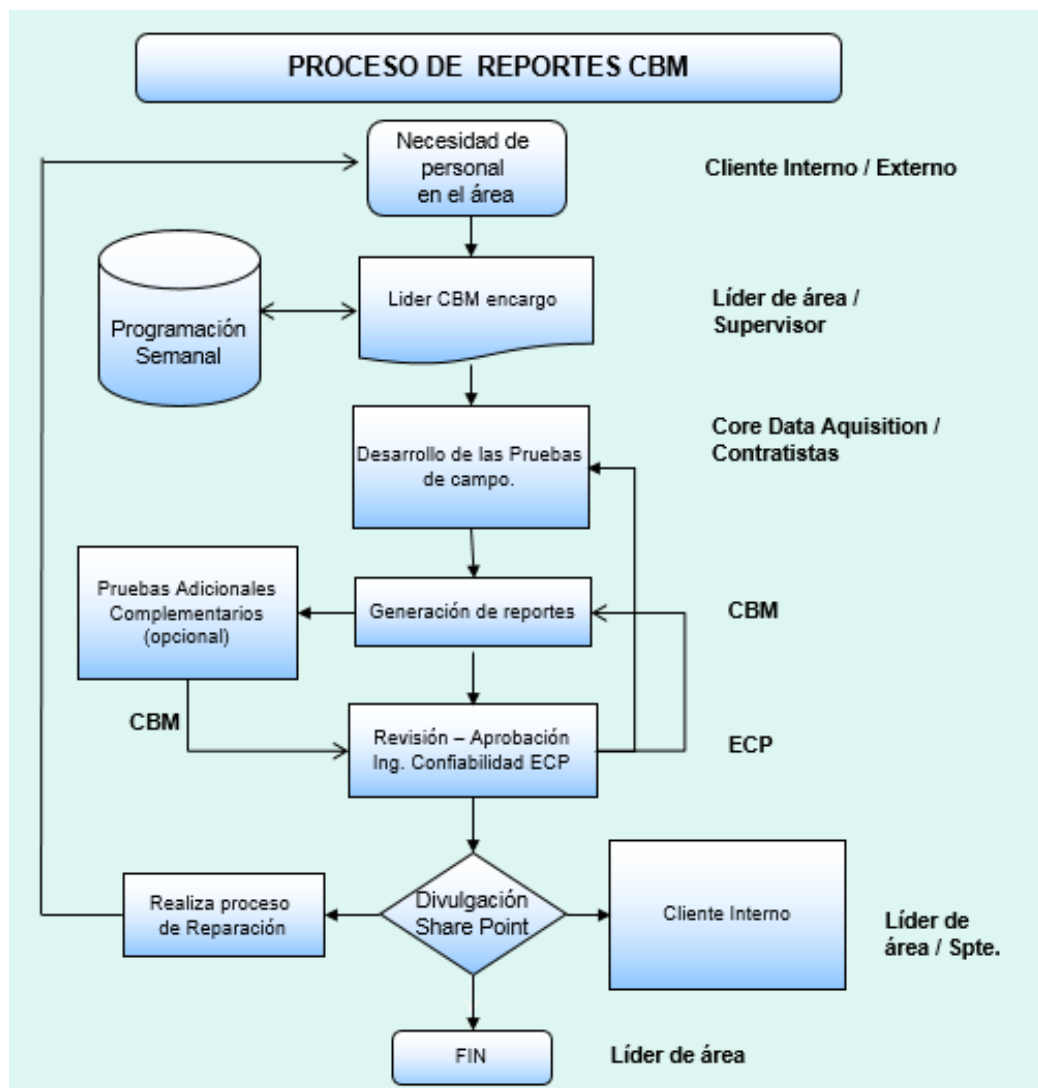 PROCESO DE REPORTES CBM
Necesidad de
personal
en el área
Cliente Interno / Externo
Programación
Semanal
Lider CBM encargo
Líder de área /
Supervisor
Desarrollo de las Pruebas
de campo.
Core Data Aquisition /
Contratistas
Pruebas Adicionales
Complementarios
(opcional)
Generación de reportes
CBM
CBM
Revisión – Aprobación
Ing. Confiabilidad ECP
ECP
Realiza proceso
de Reparación
Divulgación
Share Point
Cliente Interno
Líder de
área / Spte.
FIN
Líder de área